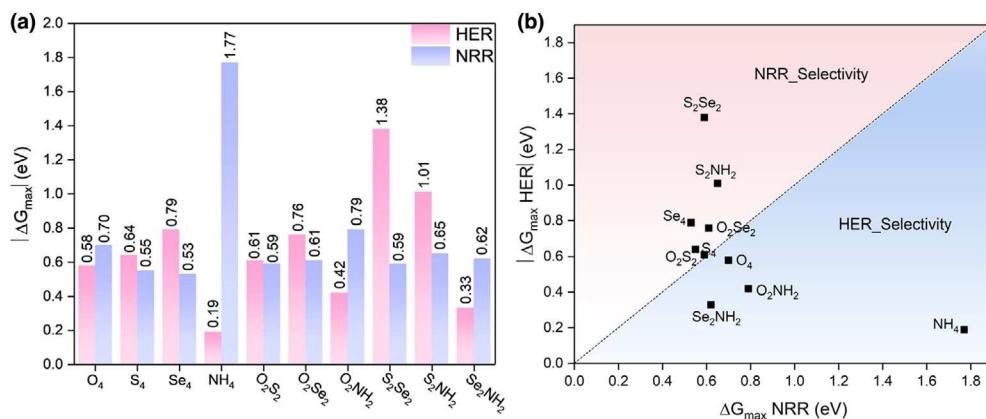 (a)
2.0
1.8
1.6
1.4
1.2
1.0
0.8
0.6
0.4
0.2
0.0
| ΔGmax| (eV)
HER
NRR
0.58
0.70
0.64
0.55
0.79
0.53
0.19
1.77
0.61
0.59
0.76
0.61
0.42
0.79
1.38
0.59
1.01
0.65
0.33
0.62
O₄
S₄
Se₄
NH₄
O₂S₂
O₂Se₂
O₂NH₂
S₂Se₂
S₂NH₂
Se₂NH₂
(b)
1.8
1.6
1.4
1.2
1.0
0.8
0.6
0.4
0.2
0.0
| ΔGmax HER| (eV)
NRR_Selectivity
HER_Selectivity
S₂Se₂
S₂NH₂
Se₄
O₂Se₂
O₂S₂
S₄
O₄
O₂NH₂
Se₂NH₂
NH₄
0.0
0.2
0.4
0.6
0.8
1.0
1.2
1.4
1.6
1.8
ΔGmax NRR (eV)